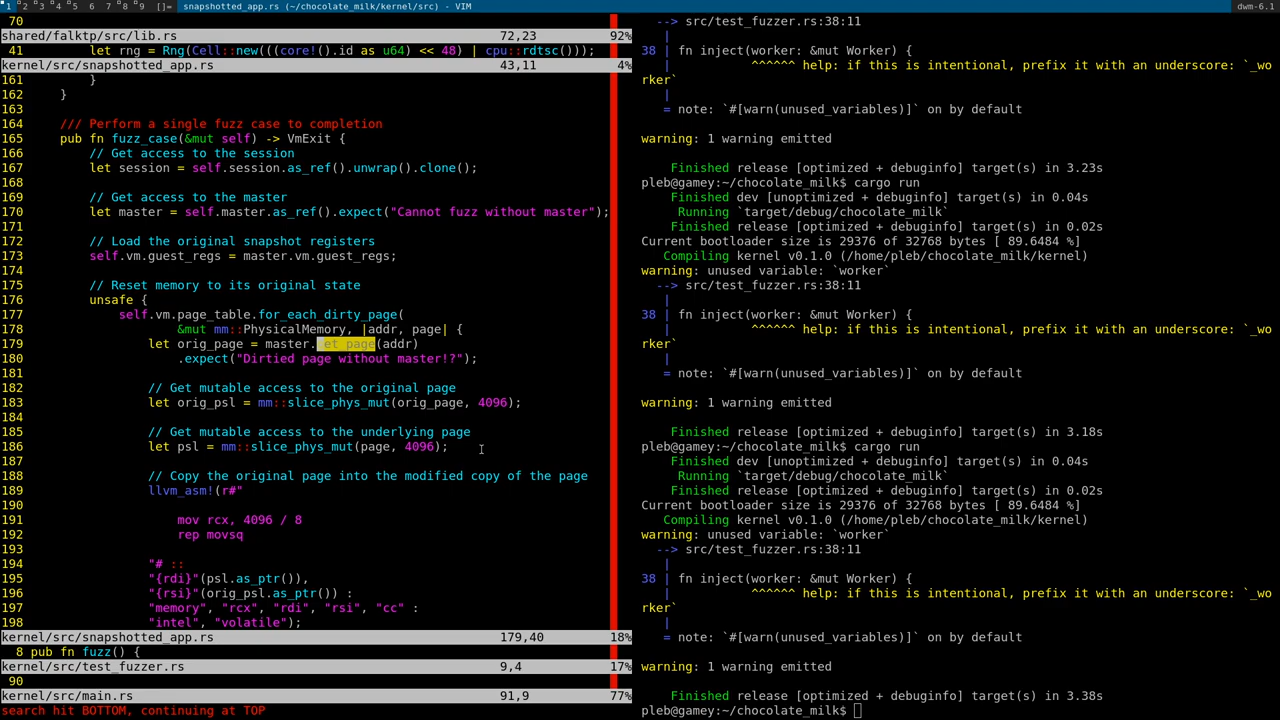 1 2 3 4 5 6 7 8 9 []= snapshotted_app.rs (~/chocolate_milk/kernel/src) - VIM dwm-6.1
70
shared/falktp/src/lib.rs 72,23 92%
41 let rng = Rng(Cell::new(((core!().id as u64) << 48) | cpu::rdtsc()));
kernel/src/snapshotted_app.rs 43,11 4%
161 }
162 }
163
164 /// Perform a single fuzz case to completion
165 pub fn fuzz_case(&mut self) -> VmExit {
166 // Get access to the session
167 let session = self.session.as_ref().unwrap().clone();
168
169 // Get access to the master
170 let master = self.master.as_ref().expect("Cannot fuzz without master");
171
172 // Load the original snapshot registers
173 self.vm.guest_regs = master.vm.guest_regs;
174
175 // Reset memory to its original state
176 unsafe {
177 self.vm.page_table.for_each_dirty_page(
178 &mut mm::PhysicalMemory, |addr, page| {
179 let orig_page = master.get_page(addr)
180 .expect("Dirtied page without master!?");
181
182 // Get mutable access to the original page
183 let orig_psl = mm::slice_phys_mut(orig_page, 4096);
184
185 // Get mutable access to the underlying page
186 let psl = mm::slice_phys_mut(page, 4096);
187
188 // Copy the original page into the modified copy of the page
189 llvm_asm!(r#"
190
191 mov rcx, 4096 / 8
192 rep movsq
193
194 "# ::
195 "{rdi}"(psl.as_ptr()),
196 "{rsi}"(orig_psl.as_ptr()) :
197 "memory", "rcx", "rdi", "rsi", "cc" :
198 "intel", "volatile");
kernel/src/snapshotted_app.rs 179,40 18%
8 pub fn fuzz() {
kernel/src/test_fuzzer.rs 9,4 17%
90
kernel/src/main.rs 91,9 77%
search hit BOTTOM, continuing at TOP
--> src/test_fuzzer.rs:38:11
|
38 | fn inject(worker: &mut Worker) {
| ^^^^^^ help: if this is intentional, prefix it with an underscore: `_wo
rker`
|
= note: `#[warn(unused_variables)]` on by default
warning: 1 warning emitted
Finished release [optimized + debuginfo] target(s) in 3.23s
pleb@gamey:~/chocolate_milk$ cargo run
Finished dev [unoptimized + debuginfo] target(s) in 0.04s
Running `target/debug/chocolate_milk`
Finished release [optimized + debuginfo] target(s) in 0.02s
Current bootloader size is 29376 of 32768 bytes [ 89.6484 %]
Compiling kernel v0.1.0 (/home/pleb/chocolate_milk/kernel)
warning: unused variable: `worker`
--> src/test_fuzzer.rs:38:11
|
38 | fn inject(worker: &mut Worker) {
| ^^^^^^ help: if this is intentional, prefix it with an underscore: `_wo
rker`
|
= note: `#[warn(unused_variables)]` on by default
warning: 1 warning emitted
Finished release [optimized + debuginfo] target(s) in 3.18s
pleb@gamey:~/chocolate_milk$ cargo run
Finished dev [unoptimized + debuginfo] target(s) in 0.04s
Running `target/debug/chocolate_milk`
Finished release [optimized + debuginfo] target(s) in 0.02s
Current bootloader size is 29376 of 32768 bytes [ 89.6484 %]
Compiling kernel v0.1.0 (/home/pleb/chocolate_milk/kernel)
warning: unused variable: `worker`
--> src/test_fuzzer.rs:38:11
|
38 | fn inject(worker: &mut Worker) {
| ^^^^^^ help: if this is intentional, prefix it with an underscore: `_wo
rker`
|
= note: `#[warn(unused_variables)]` on by default
warning: 1 warning emitted
Finished release [optimized + debuginfo] target(s) in 3.38s
pleb@gamey:~/chocolate_milk$